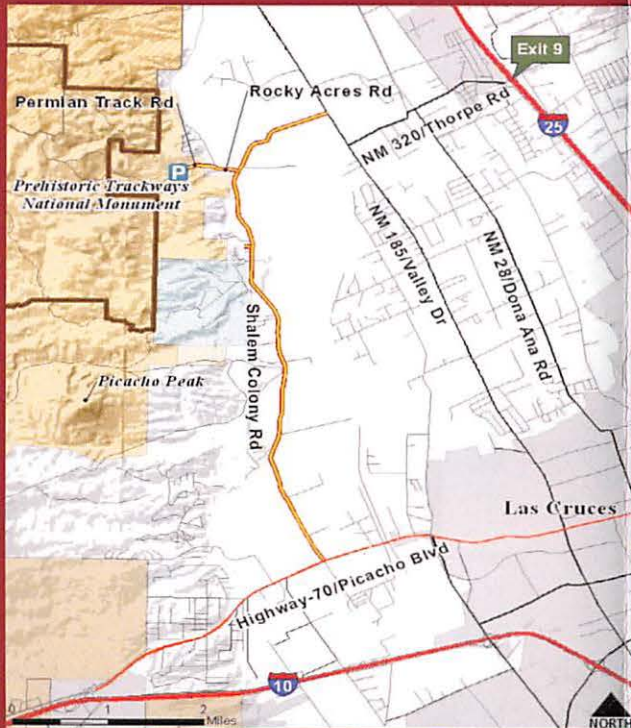 Exit 9
Permian Track Rd
Rocky Acres Rd
NM 320/Thorpe Rd
25
P
Prehistoric Trackways
National Monument
NM 185/Valley Dr
NM 28/Dona Ana Rd
Shalem Colony Rd
Picacho Peak
Las Cruces
Highway-70/Picacho Blvd
10
0 1 2
Miles
NORTH